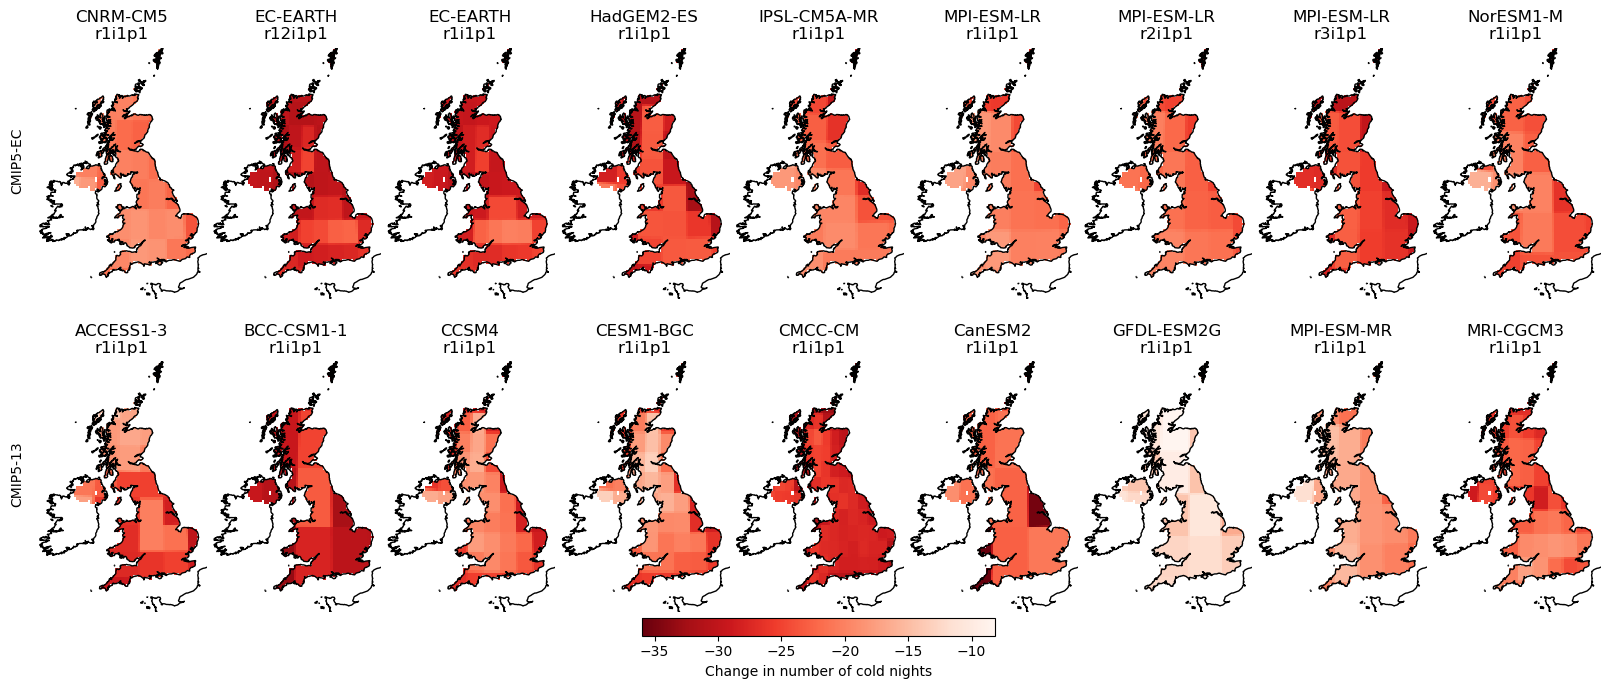 CNRM-CM5 EC-EARTH EC-EARTH HadGEM2-ES IPSL-CM5A-MR MPI-ESM-LR MPI-ESM-LR MPI-ESM-LR NorESM1-M
r1i1p1 r12i1p1 r1i1p1 r1i1p1 r1i1p1 r1i1p1 r2i1p1 r3i1p1 r1i1p1
CMIP5-EC
ACCESS1-3 BCC-CSM1-1 CCSM4 CESM1-BGC CMCC-CM CanESM2 GFDL-ESM2G MPI-ESM-MR MRI-CGCM3
r1i1p1 r1i1p1 r1i1p1 r1i1p1 r1i1p1 r1i1p1 r1i1p1 r1i1p1 r1i1p1
CMIP5-13
−35 −30 −25 −20 −15 −10
Change in number of cold nights